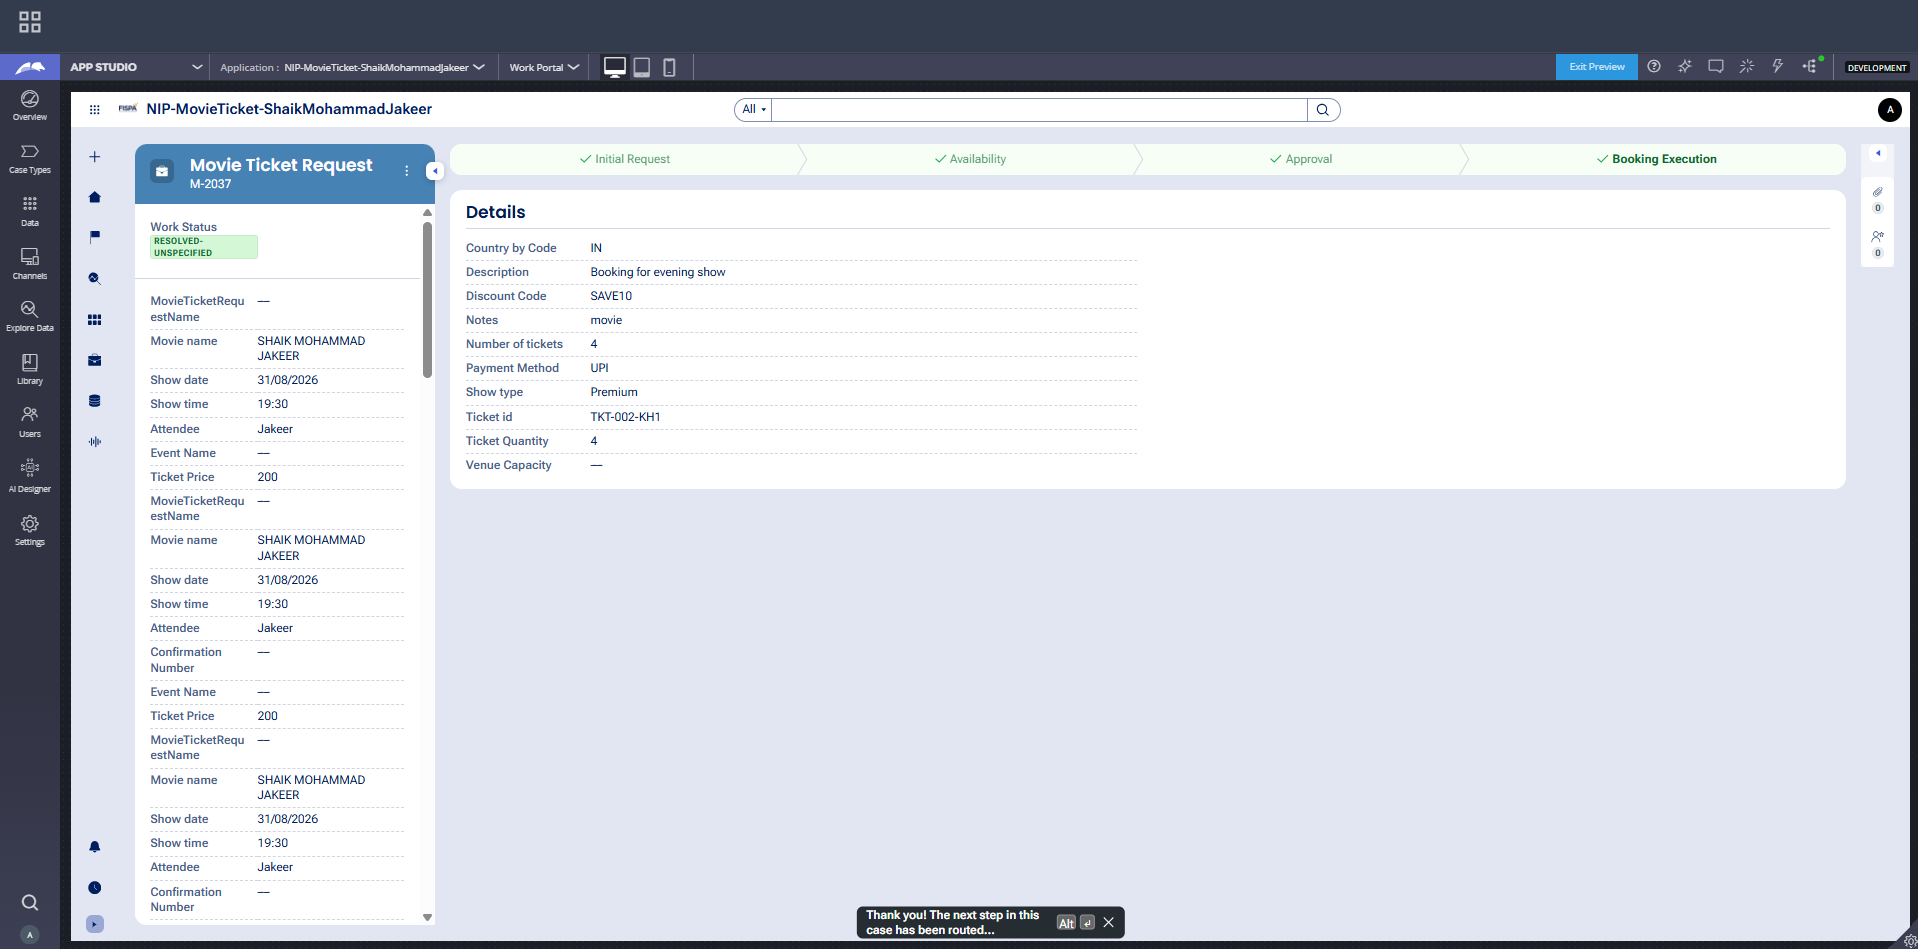 APP STUDIO
Application : NIP-MovieTicket-ShaikMohammadJakeer
Work Portal
Exit Preview
DEVELOPMENT
Overview
Case Types
Data
Channels
Explore Data
Library
Users
AI Designer
Settings
A
FISPA
NIP-MovieTicket-ShaikMohammadJakeer
All
A
Movie Ticket Request
M-2037
Work Status
RESOLVED-
UNSPECIFIED
MovieTicketRequ
estName
––
Movie name
SHAIK MOHAMMAD
JAKEER
Show date 31/08/2026
Show time 19:30
Attendee Jakeer
Event Name ––
Ticket Price 200
MovieTicketRequ
estName
––
Movie name
SHAIK MOHAMMAD
JAKEER
Show date 31/08/2026
Show time 19:30
Attendee Jakeer
Confirmation
Number
––
Event Name ––
Ticket Price 200
MovieTicketRequ
estName
––
Movie name
SHAIK MOHAMMAD
JAKEER
Show date 31/08/2026
Show time 19:30
Attendee Jakeer
Confirmation
Number
––
Initial Request
Availability
Approval
Booking Execution
Details
Country by Code IN
Description Booking for evening show
Discount Code SAVE10
Notes movie
Number of tickets 4
Payment Method UPI
Show type Premium
Ticket id TKT-002-KH1
Ticket Quantity 4
Venue Capacity ––
0
0
Thank you! The next step in this
case has been routed...
Alt